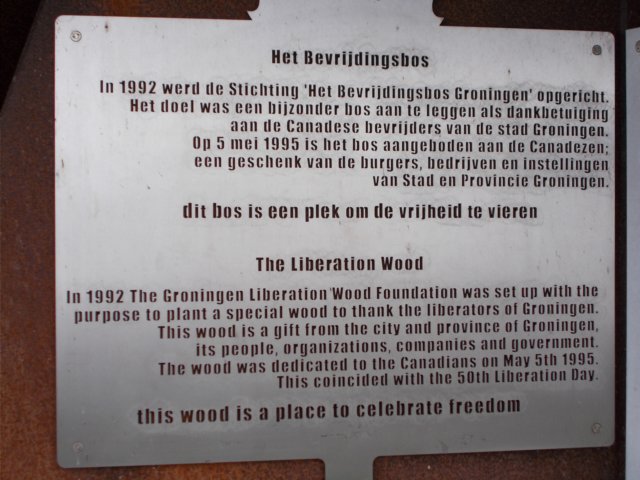 Het Bevrijdingsbos
In 1992 werd de Stichting 'Het Bevrijdingsbos Groningen' opgericht.
Het doel was een bijzonder bos aan te leggen als dankbetuiging
aan de Canadese bevrijders van de stad Groningen.
Op 5 mei 1995 is het bos aangeboden aan de Canadezen;
een geschenk van de burgers, bedrijven en instellingen
van Stad en Provincie Groningen.
dit bos is een plek om de vrijheid te vieren
The Liberation Wood
In 1992 The Groningen Liberation Wood Foundation was set up with the
purpose to plant a special wood to thank the liberators of Groningen.
This wood is a gift from the city and province of Groningen,
its people, organizations, companies and government.
The wood was dedicated to the Canadians on May 5th 1995.
This coincided with the 50th Liberation Day.
this wood is a place to celebrate freedom